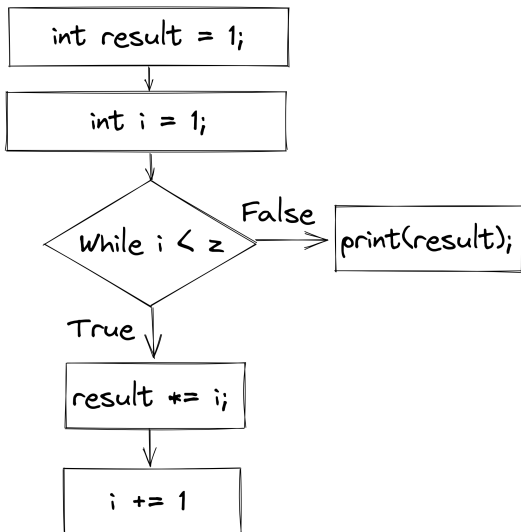 int result = 1;
int i = 1;
While i < z
False
print(result);
True
result *= i;
i += 1